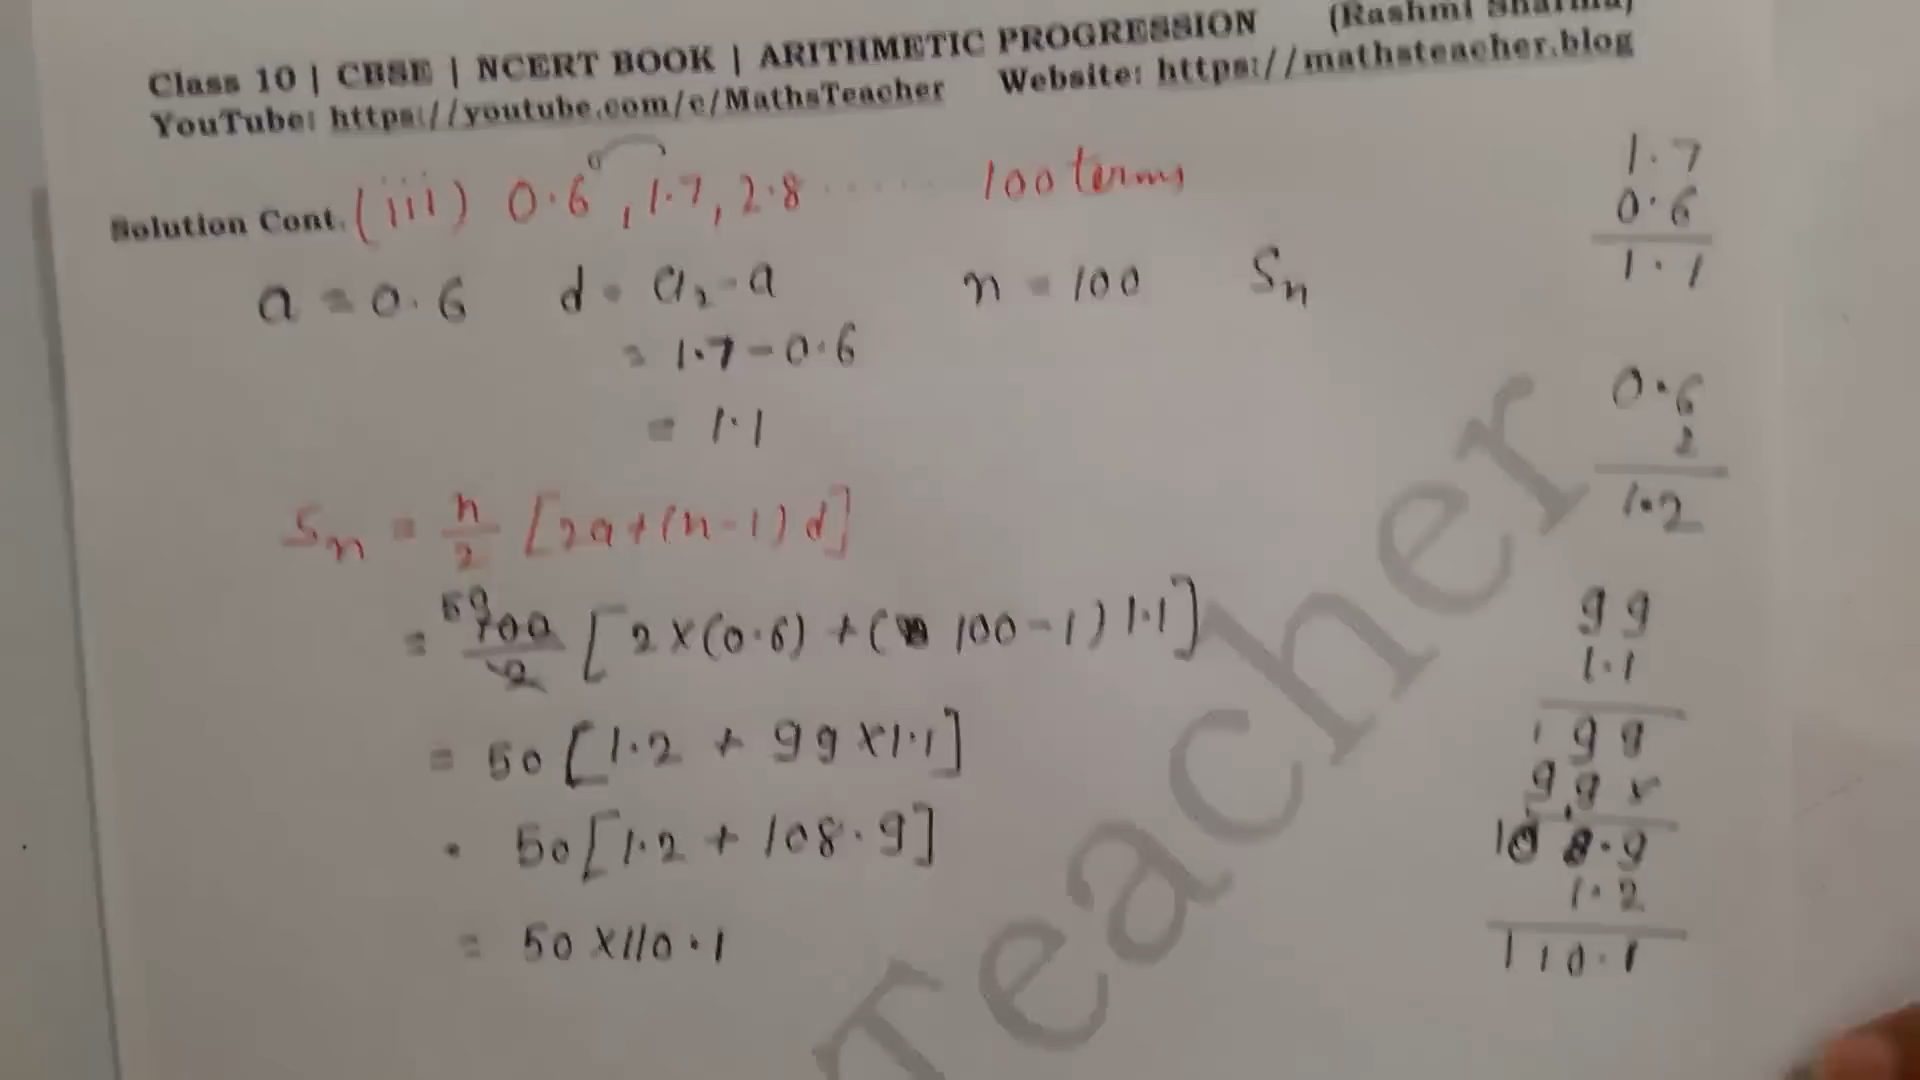 (Rashmi Sharma)
Class 10 | CBSE | NCERT BOOK | ARITHMETIC PROGRESSION
YouTube: https://youtube.com/c/MathsTeacher Website: https://mathsteacher.blog
Solution Cont. (iii) 0.6, 1.7, 2.8 ...... 100 terms
a = 0.6 d = a₂ - a n = 100 Sn
= 1.7 - 0.6
= 1.1
Sn = n/2 [2a + (n-1) d]
= 100/2 [2 × (0.6) + (100 - 1) 1.1]
50
= 50 [1.2 + 99 × 1.1]
= 50 [1.2 + 108.9]
= 50 × 110.1
1.7
0.6
1.1
0.6
2
1.2
99
1.1
1 99
99 ×
108.9
1.2
110.1
Teacher